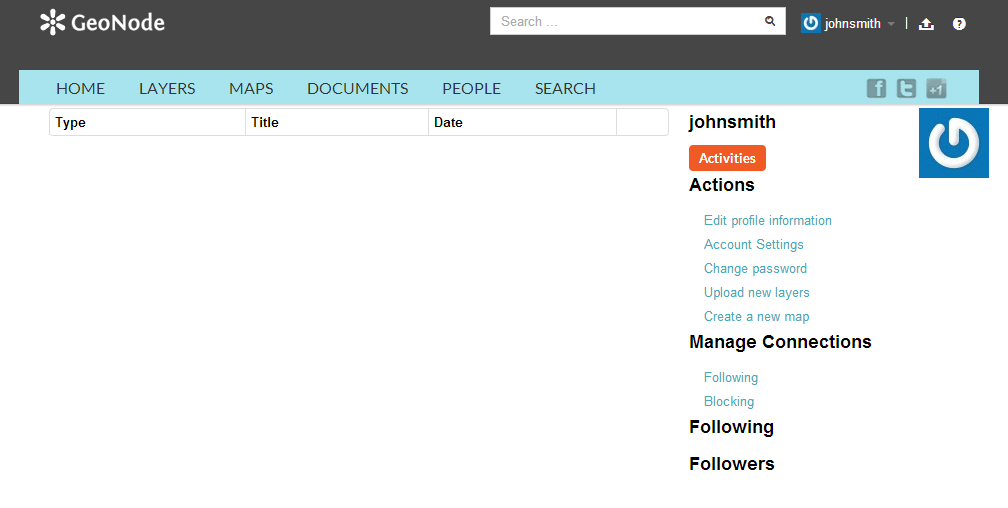 GeoNode
Search ...
johnsmith
|
?
HOME LAYERS MAPS DOCUMENTS PEOPLE SEARCH
f t +1
Type Title Date
johnsmith
Activities
Actions
Edit profile information
Account Settings
Change password
Upload new layers
Create a new map
Manage Connections
Following
Blocking
Following
Followers